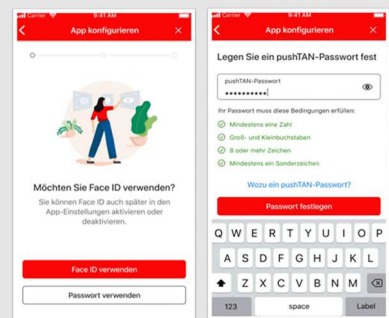 Carrier 9:41 AM
App konfigurieren
Möchten Sie Face ID verwenden?
Sie können Face ID auch später in
den App-Einstellungen aktivieren oder
deaktivieren.
Face ID verwenden
Passwort verwenden
Carrier 9:41 AM
App konfigurieren
Legen Sie ein pushTAN-Passwort fest
pushTAN-Passwort
••••••••••
Ihr Passwort muss diese Bedingungen erfüllen:
Mindestens eine Zahl
Groß- und Kleinbuchstaben
8 oder mehr Zeichen
Mindestens ein Sonderzeichen
Wozu ein pushTAN-Passwort?
Passwort festlegen
Q W E R T Y U I O P
A S D F G H J K L
Z X C V B N M
123 space Label